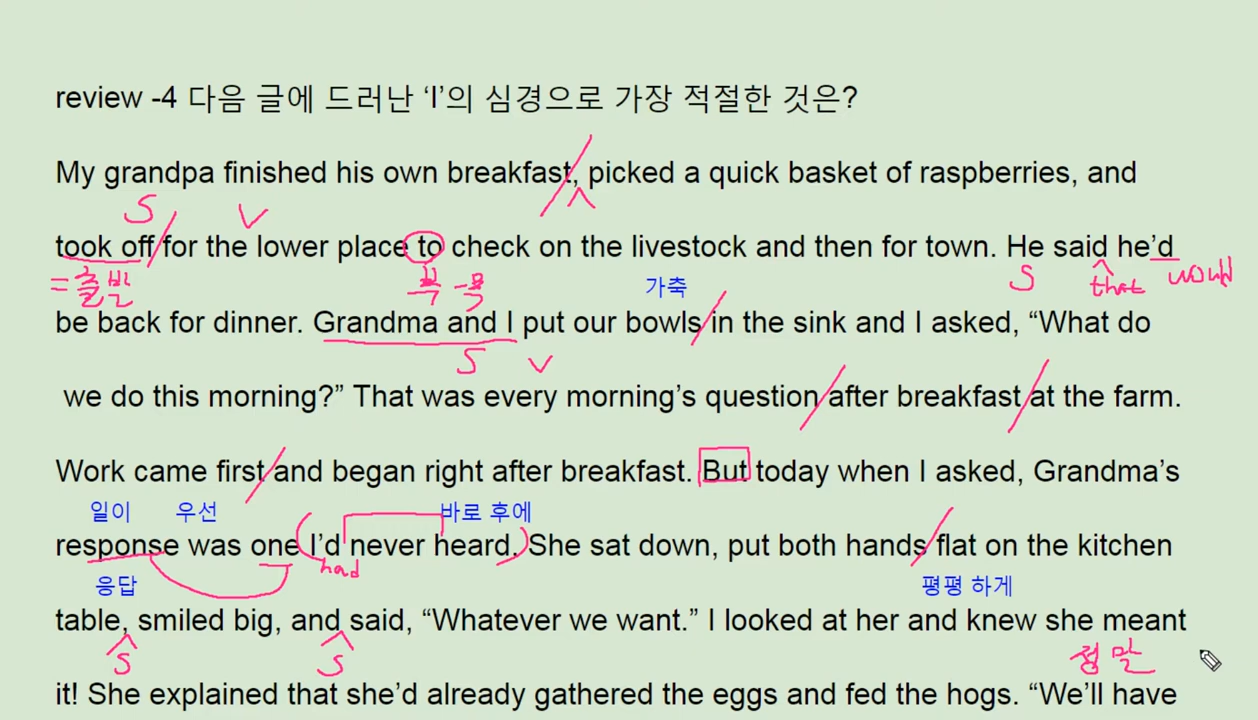 review -4 다음 글에 드러난 ‘I’의 심경으로 가장 적절한 것은?
My grandpa finished his own breakfast, picked a quick basket of raspberries, and
S V
took off for the lower place to check on the livestock and then for town. He said he’d
=출발 목 -목 가축 S that would
be back for dinner. Grandma and I put our bowls in the sink and I asked, “What do
S V
we do this morning?” That was every morning’s question after breakfast at the farm.
Work came first and began right after breakfast. But today when I asked, Grandma’s
일이 우선 바로 후에
response was one I’d never heard. She sat down, put both hands flat on the kitchen
응답 had 평평 하게
table, smiled big, and said, “Whatever we want.” I looked at her and knew she meant
S S 정말
it! She explained that she’d already gathered the eggs and fed the hogs. “We’ll have